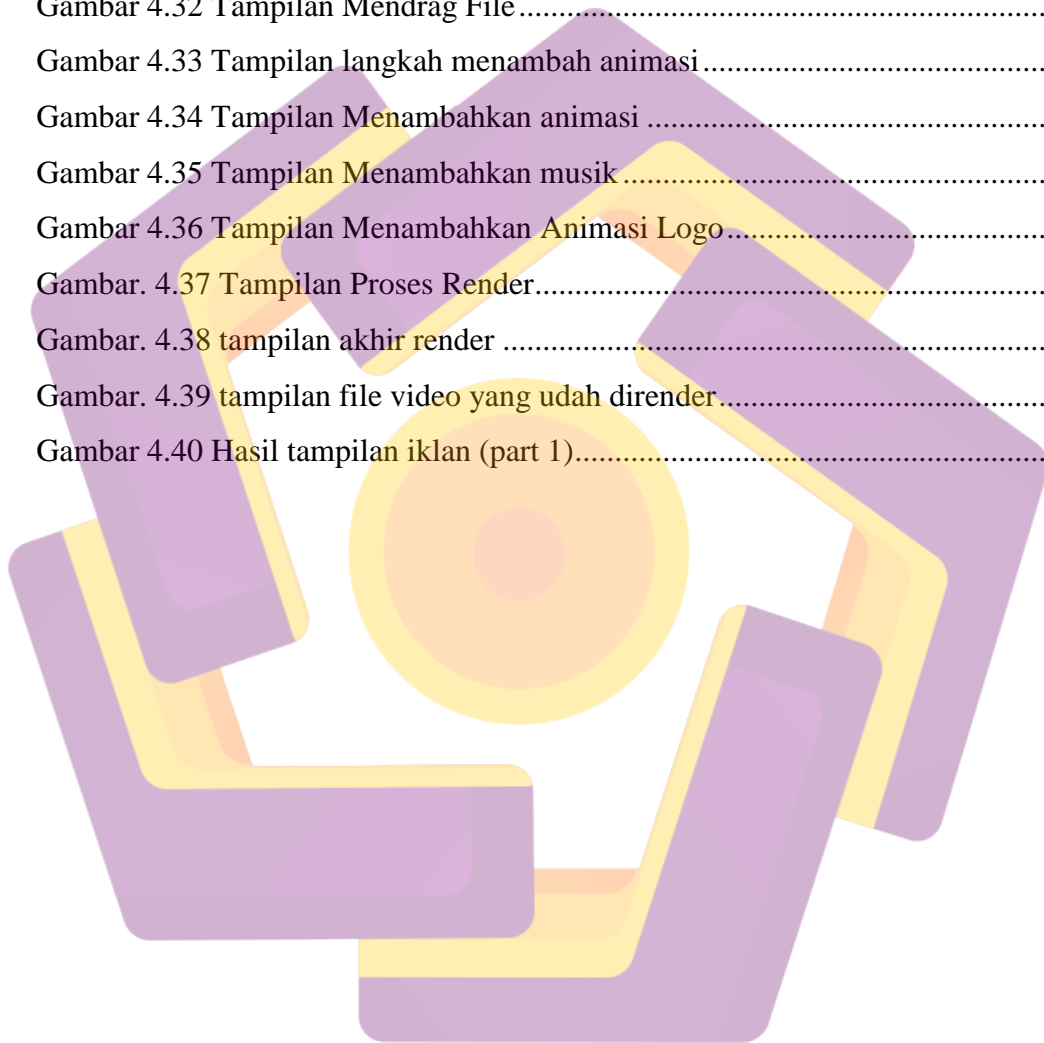 Gambar 4.32 Tampilan Mendrag File................................................................
Gambar 4.33 Tampilan langkah menambah animasi..........................................
Gambar 4.34 Tampilan Menambahkan animasi ................................................
Gambar 4.35 Tampilan Menambahkan musik...................................................
Gambar 4.36 Tampilan Menambahkan Animasi Logo.......................................
Gambar. 4.37 Tampilan Proses Render..............................................................
Gambar. 4.38 tampilan akhir render ..................................................................
Gambar. 4.39 tampilan file video yang udah dirender........................................
Gambar 4.40 Hasil tampilan iklan (part 1).........................................................